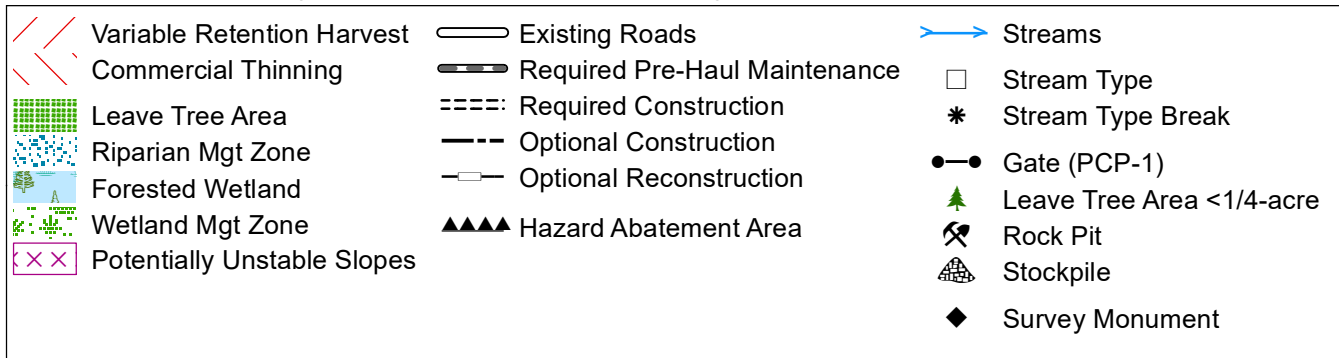 Variable Retention Harvest
Commercial Thinning
Leave Tree Area
Riparian Mgt Zone
Forested Wetland
Wetland Mgt Zone
Potentially Unstable Slopes
Existing Roads
Required Pre-Haul Maintenance
Required Construction
Optional Construction
Optional Reconstruction
Hazard Abatement Area
Streams
Stream Type
Stream Type Break
Gate (PCP-1)
Leave Tree Area <1/4-acre
Rock Pit
Stockpile
Survey Monument